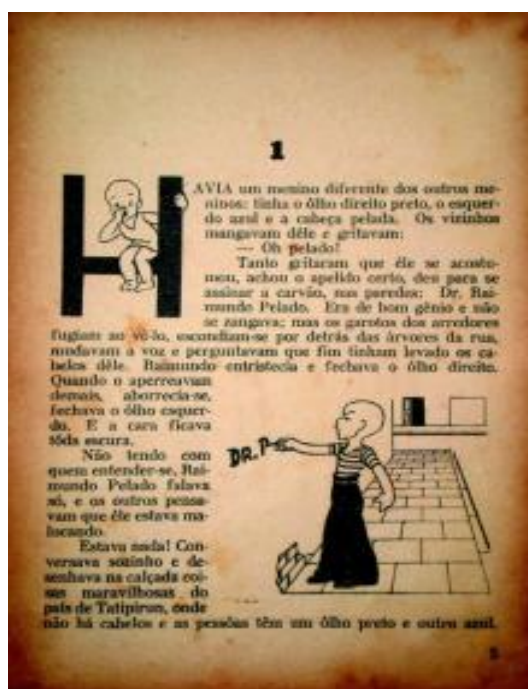 1
HAVIA um menino diferente dos outros me-
ninos: tinha o ôlho direito preto, o esquer-
do azul e a cabeça pelada. Os vizinhos
mangavam dêle e gritavam:
— Oh pelado!
Tanto gritaram que êle se acostu-
mou, achou o apelido certo, deu para se
assinar a carvão, nas paredes: Dr. Rai-
mundo Pelado. Era de bom gênio e não
se zangava; mas os garotos dos arredores
fugiam ao vê-lo, escondiam-se por detrás das árvores da rua,
mudavam a voz e perguntavam que fim tinham levado os ca-
belos dêle. Raimundo entristecia e fechava o ôlho direito.
Quando o aperreavam
demais, aborrecia-se,
fechava o ôlho esquer-
do. E a cara ficava
tôda escura.
Não tendo com
quem entender-se, Rai-
mundo Pelado falava
só, e os outros pensa-
vam que êle estava ma-
lucando.
Estava nada! Con-
versava sozinho e de-
senhava na calçada coi-
sas maravilhosas do
país de Tatipirun, onde
não há cabelos e as pessôas têm um ôlho preto e outro azul.
DR. P
5